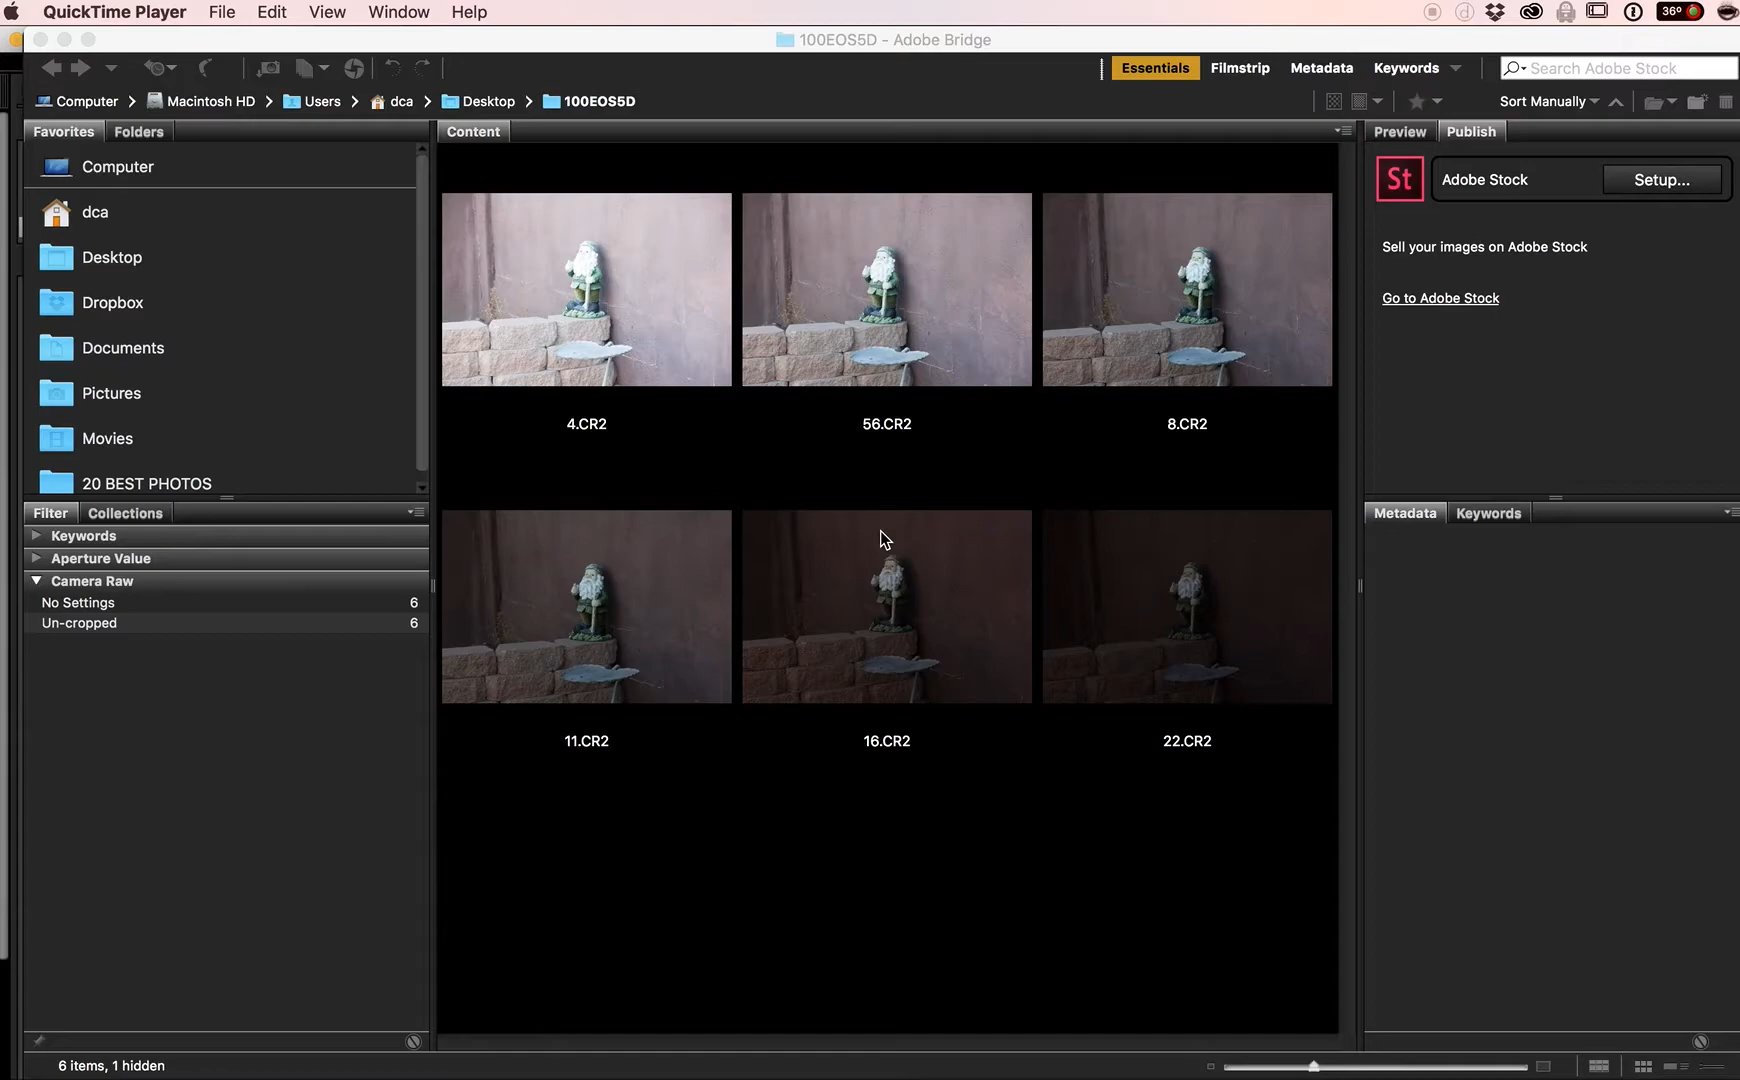 QuickTime Player File Edit View Window Help 36°
100EOS5D - Adobe Bridge
Essentials Filmstrip Metadata Keywords Search Adobe Stock
Computer Macintosh HD Users dca Desktop 100EOS5D Sort Manually
Favorites Folders Content Preview Publish
Computer
St Adobe Stock Setup...
dca
Sell your images on Adobe Stock
Desktop
Go to Adobe Stock
Dropbox
Documents
Pictures
4.CR2 56.CR2 8.CR2
Movies
20 BEST PHOTOS
Filter Collections Metadata Keywords
Keywords
Aperture Value
Camera Raw
No Settings 6
Un-cropped 6
11.CR2 16.CR2 22.CR2
6 items, 1 hidden